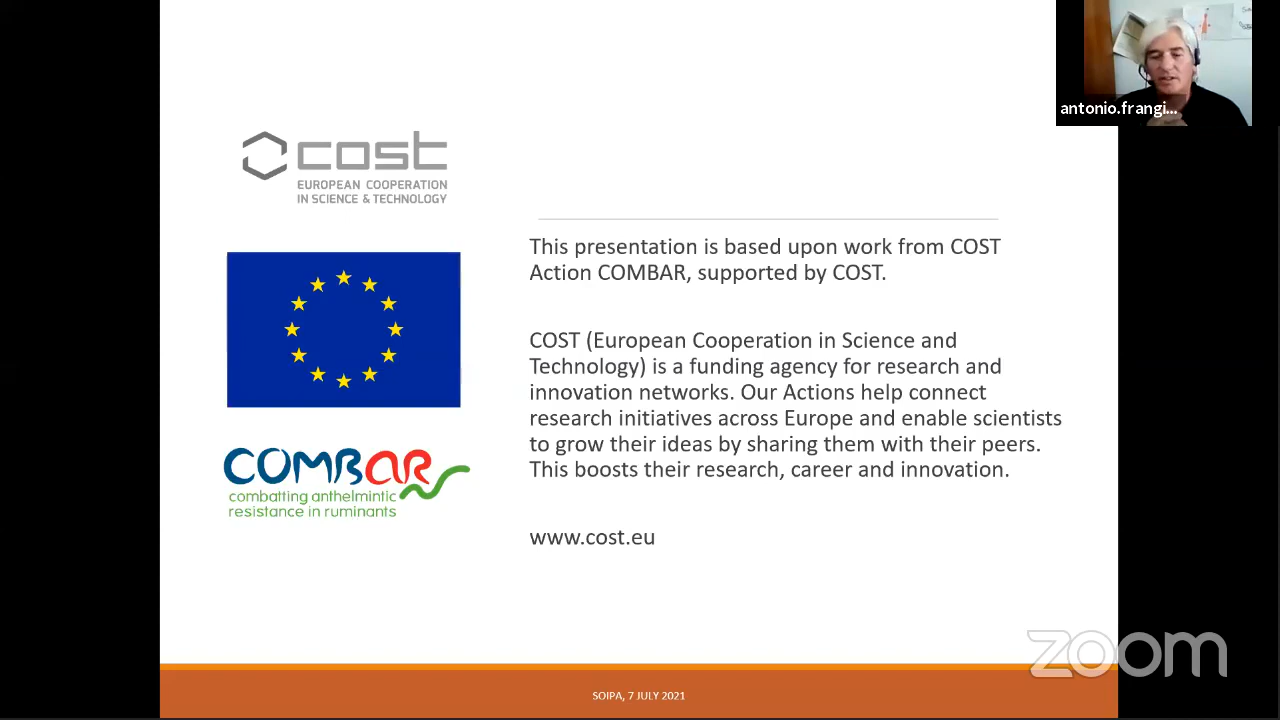 antonio.frangi...
cost
EUROPEAN COOPERATION
IN SCIENCE & TECHNOLOGY
This presentation is based upon work from COST
Action COMBAR, supported by COST.
COST (European Cooperation in Science and
Technology) is a funding agency for research and
innovation networks. Our Actions help connect
research initiatives across Europe and enable scientists
to grow their ideas by sharing them with their peers.
This boosts their research, career and innovation.
www.cost.eu
COMBAR
combatting anthelmintic
resistance in ruminants
zoom
SOIPA, 7 JULY 2021